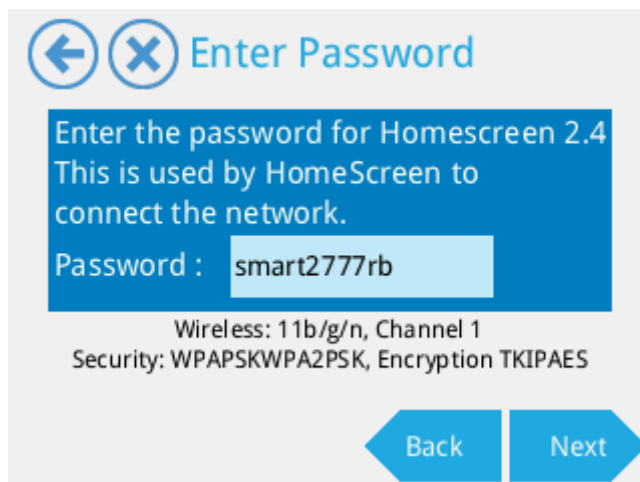 Enter Password
Enter the password for Homescreen 2.4
This is used by HomeScreen to
connect the network.
Password : smart2777rb
Wireless: 11b/g/n, Channel 1
Security: WPAPSKWPA2PSK, Encryption TKIPAES
Back Next